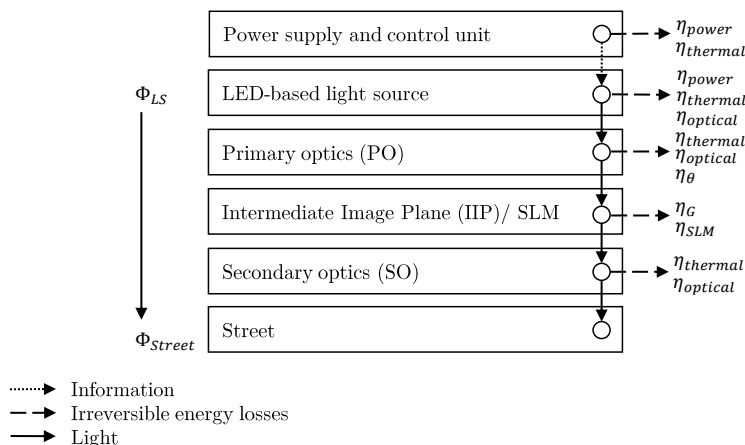 Power supply and control unit
η_power
η_thermal
Φ_LS
LED-based light source
η_power
η_thermal
η_optical
Primary optics (PO)
η_thermal
η_optical
η_θ
Intermediate Image Plane (IIP)/ SLM
η_G
η_SLM
Secondary optics (SO)
η_thermal
η_optical
Φ_Street
Street
Information
Irreversible energy losses
Light